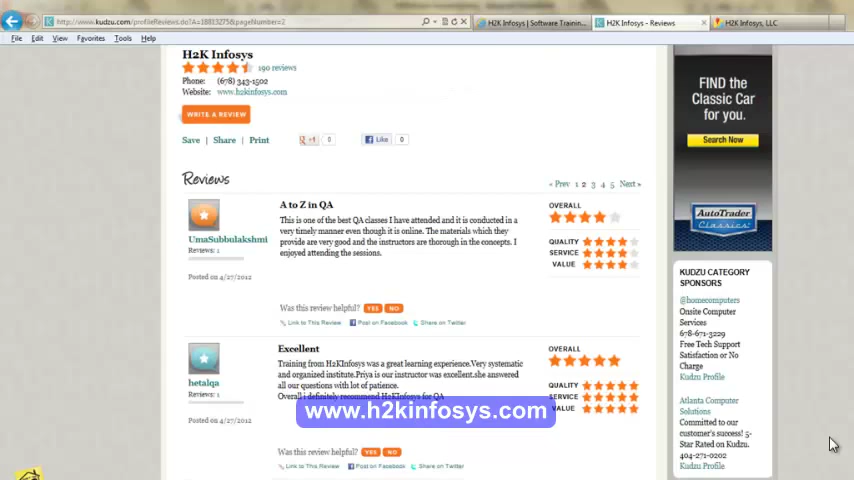 http://www.kudzu.com/profileReviews.do?A=18813275&pageNumber=2
H2K Infosys | Software Trainin...
H2K Infosys - Reviews
H2K Infosys, LLC
File Edit View Favorites Tools Help
H2K Infosys
190 reviews
Phone: (678) 343-1502
Website: www.h2kinfosys.com
WRITE A REVIEW
Save | Share | Print
+1 0
Like 0
Reviews
« Prev 1 2 3 4 5 Next »
A to Z in QA
This is one of the best QA classes I have attended and it is conducted in a
very timely manner even though it is online. The materials which they
provide are very good and the instructors are thorough in the concepts. I
enjoyed attending the sessions.
UmaSubbulakshmi
Reviews: 1
Posted on 4/27/2012
OVERALL
QUALITY
SERVICE
VALUE
Was this review helpful? YES NO
Link to This Review Post on Facebook Share on Twitter
Excellent
Training from H2KInfosys was a great learning experience.Very systematic
and organized institute.Priya is our instructor was excellent.she answered
all our questions with lot of patience.
Overall i definitely recommend H2KInfosys for QA
hetalqa
Reviews: 1
Posted on 4/27/2012
OVERALL
QUALITY
SERVICE
VALUE
www.h2kinfosys.com
Was this review helpful? YES NO
Link to This Review Post on Facebook Share on Twitter
FIND the
Classic Car
for you.
Search Now
AutoTrader
Classics
KUDZU CATEGORY
SPONSORS
@homecomputers
Onsite Computer
Services
678-671-3229
Free Tech Support
Satisfaction or No
Charge
Kudzu Profile
Atlanta Computer
Solutions
Committed to our
customer's success! 5-
Star Rated on Kudzu.
404-271-0202
Kudzu Profile